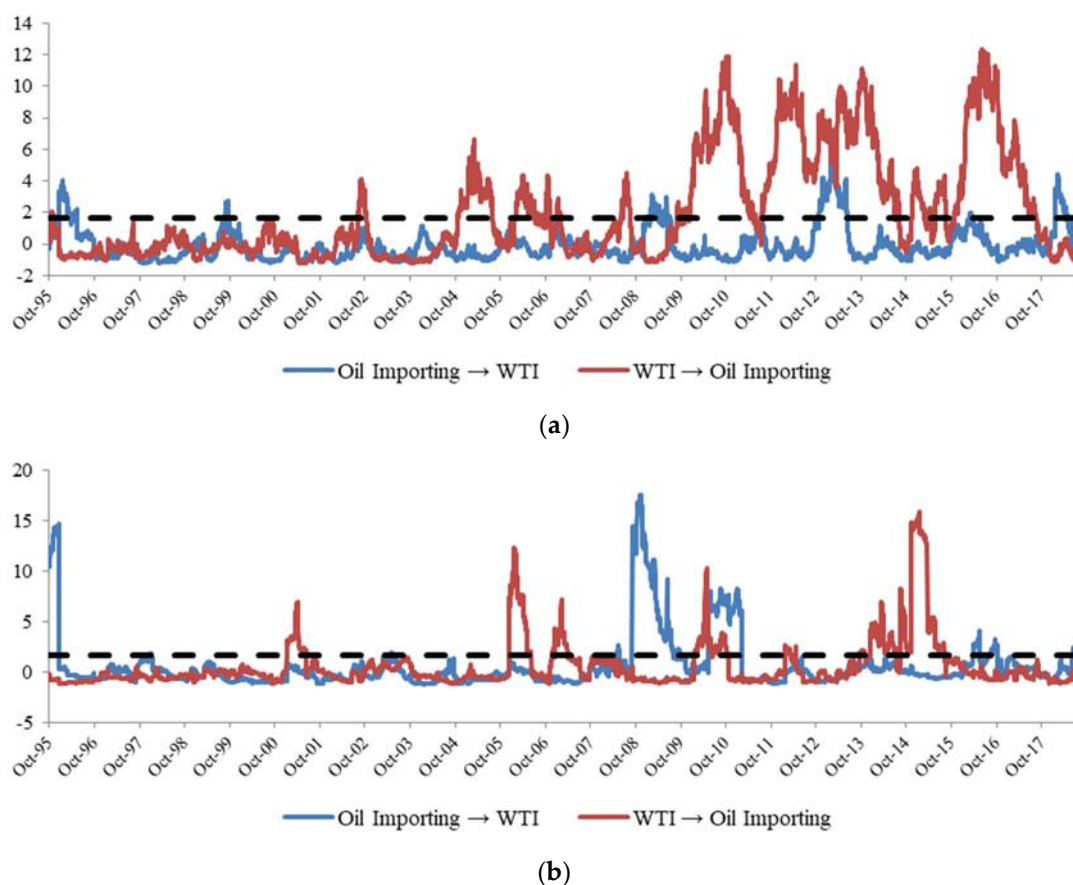 14
12
10
8
6
4
2
0
-2
Oct-95 Oct-96 Oct-97 Oct-98 Oct-99 Oct-00 Oct-01 Oct-02 Oct-03 Oct-04 Oct-05 Oct-06 Oct-07 Oct-08 Oct-09 Oct-10 Oct-11 Oct-12 Oct-13 Oct-14 Oct-15 Oct-16 Oct-17
Oil Importing → WTI WTI → Oil Importing
(a)
20
15
10
5
0
-5
Oct-95 Oct-96 Oct-97 Oct-98 Oct-99 Oct-00 Oct-01 Oct-02 Oct-03 Oct-04 Oct-05 Oct-06 Oct-07 Oct-08 Oct-09 Oct-10 Oct-11 Oct-12 Oct-13 Oct-14 Oct-15 Oct-16 Oct-17
Oil Importing → WTI WTI → Oil Importing
(b)